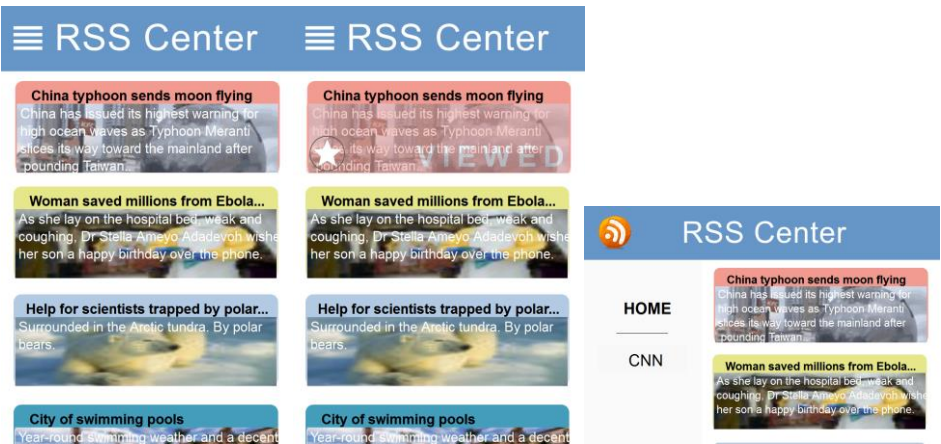 RSS Center
China typhoon sends moon flying
China has issued its highest warning for
high ocean waves as Typhoon Meranti
slices its way toward the mainland after
pounding Taiwan.
Woman saved millions from Ebola...
As she lay on the hospital bed, weak and
coughing, Dr Stella Ameyo Adadevoh wishe
her son a happy birthday over the phone.
Help for scientists trapped by polar...
Surrounded in the Arctic tundra. By polar
bears.
City of swimming pools
Year-round swimming weather and a decent
RSS Center
China typhoon sends moon flying
China has issued its highest warning for
high ocean waves as Typhoon Meranti
its way toward the mainland after
pounding Taiwan.
VIEWED
Woman saved millions from Ebola...
As she lay on the hospital bed, weak and
coughing, Dr Stella Ameyo Adadevoh wishe
her son a happy birthday over the phone.
Help for scientists trapped by polar...
Surrounded in the Arctic tundra. By polar
bears.
City of swimming pools
Year-round swimming weather and a decent
RSS Center
HOME
CNN
China typhoon sends moon flying
China has issued its highest warning for
high ocean waves as Typhoon Meranti
slices its way toward the mainland after
pounding Taiwan.
Woman saved millions from Ebola...
As she lay on the hospital bed, weak and
coughing, Dr Stella Ameyo Adadevoh wishe
her son a happy birthday over the phone.